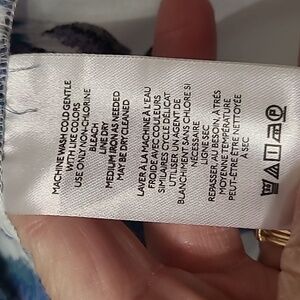 MACHINE WASH COLD GENTLE
WITH LIKE COLORS
USE ONLY NON-CHLORINE
BLEACH
LINE DRY
MEDIUM IRON AS NEEDED
MAY BE DRY CLEANED
LAVER A LA MACHINE À L'EAU
FROIDE AVEC COULEURS
SIMILAIRES CYCLE DÉLICAT
UTILISER UN AGENT DE
BLANCHIMENT SANS CHLORE SI
NÉCESSAIRE
LIGNE SEC
REPASSER, AU BESOIN, À TRÈS
MOYENNE TEMPÉRATURE
PEUT-ÊTRE ÊTRE NETTOYÉE
À SEC